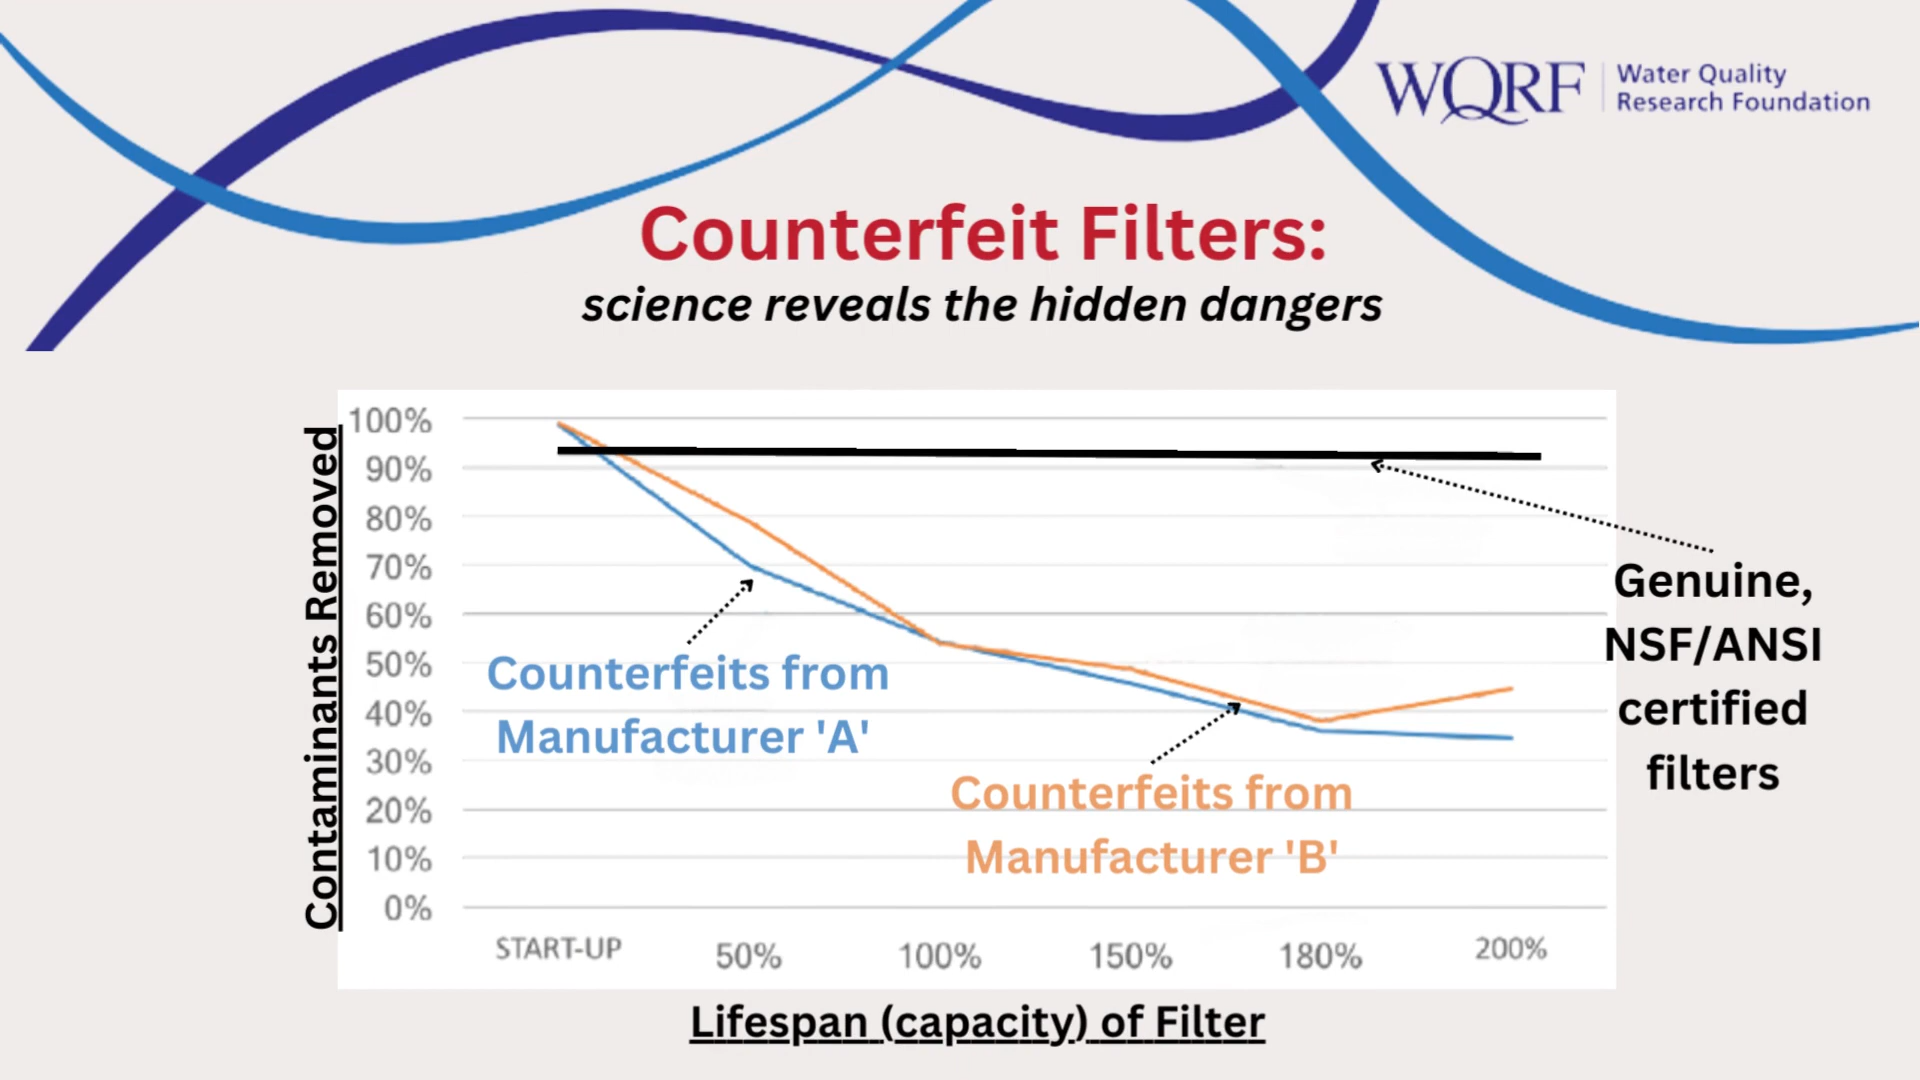 WQRF
Water Quality
Research Foundation
Counterfeit Filters:
science reveals the hidden dangers
Contaminants Removed
100%
90%
80%
70%
60%
50%
40%
30%
20%
10%
0%
Counterfeits from
Manufacturer 'A'
Counterfeits from
Manufacturer 'B'
Genuine,
NSF/ANSI
certified
filters
START-UP
50%
100%
150%
180%
200%
Lifespan (capacity) of Filter